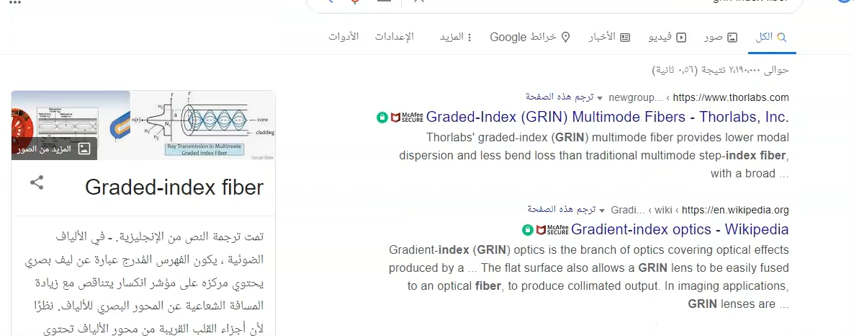 الكل
صور
فيديو
الأخبار
خرائط Google
المزيد
الإعدادات
الأدوات
حوالى ٢٬١٩٠٬٠٠٠ نتيجة (٠٫٥٦ ثانية)
https://www.thorlabs.com › newgroup... ترجم هذه الصفحة
Graded-Index (GRIN) Multimode Fibers - Thorlabs, Inc.
McAfee SECURE
Thorlabs' graded-index (GRIN) multimode fiber provides lower modal
dispersion and less bend loss than traditional multimode step-index fiber,
with a broad ...
https://en.wikipedia.org › wiki › Gradi... ترجم هذه الصفحة
Gradient-index optics - Wikipedia
McAfee SECURE
Gradient-index (GRIN) optics is the branch of optics covering optical effects
produced by a ... The flat surface also allows a GRIN lens to be easily fused
to an optical fiber, to produce collimated output. In imaging applications,
GRIN lenses are ...
core
cladding
Ray Transmission in Multimode
Graded Index Fiber
المزيد من الصور
Graded-index fiber
تمت ترجمة النص من الإنجليزية. - في الألياف
الضوئية ، يكون الفهرس المُدرج عبارة عن ليف بصري
يحتوي مركزه على مؤشر انكسار يتناقص مع زيادة
المسافة الشعاعية عن المحور البصري للألياف. نظرًا
لأن أجزاء القلب القريبة من محور الألياف تحتوي